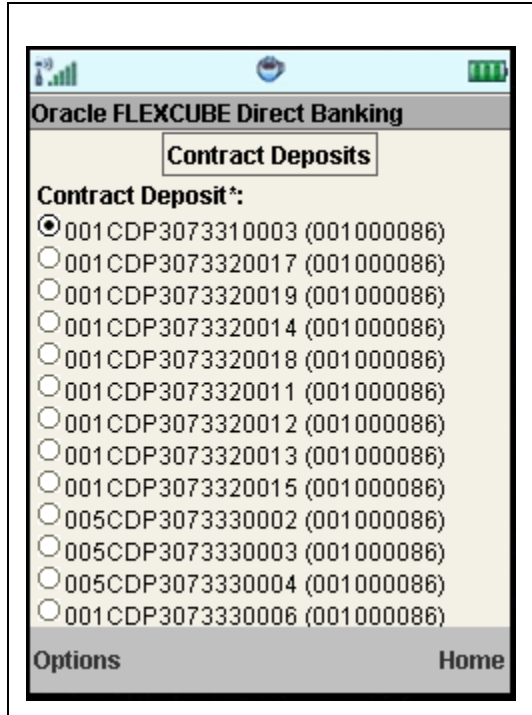 Oracle FLEXCUBE Direct Banking
Contract Deposits
Contract Deposit*:
001CDP3073310003 (001000086)
001CDP3073320017 (001000086)
001CDP3073320019 (001000086)
001CDP3073320014 (001000086)
001CDP3073320018 (001000086)
001CDP3073320011 (001000086)
001CDP3073320012 (001000086)
001CDP3073320013 (001000086)
001CDP3073320015 (001000086)
005CDP3073330002 (001000086)
005CDP3073330003 (001000086)
005CDP3073330004 (001000086)
001CDP3073330006 (001000086)
Options Home